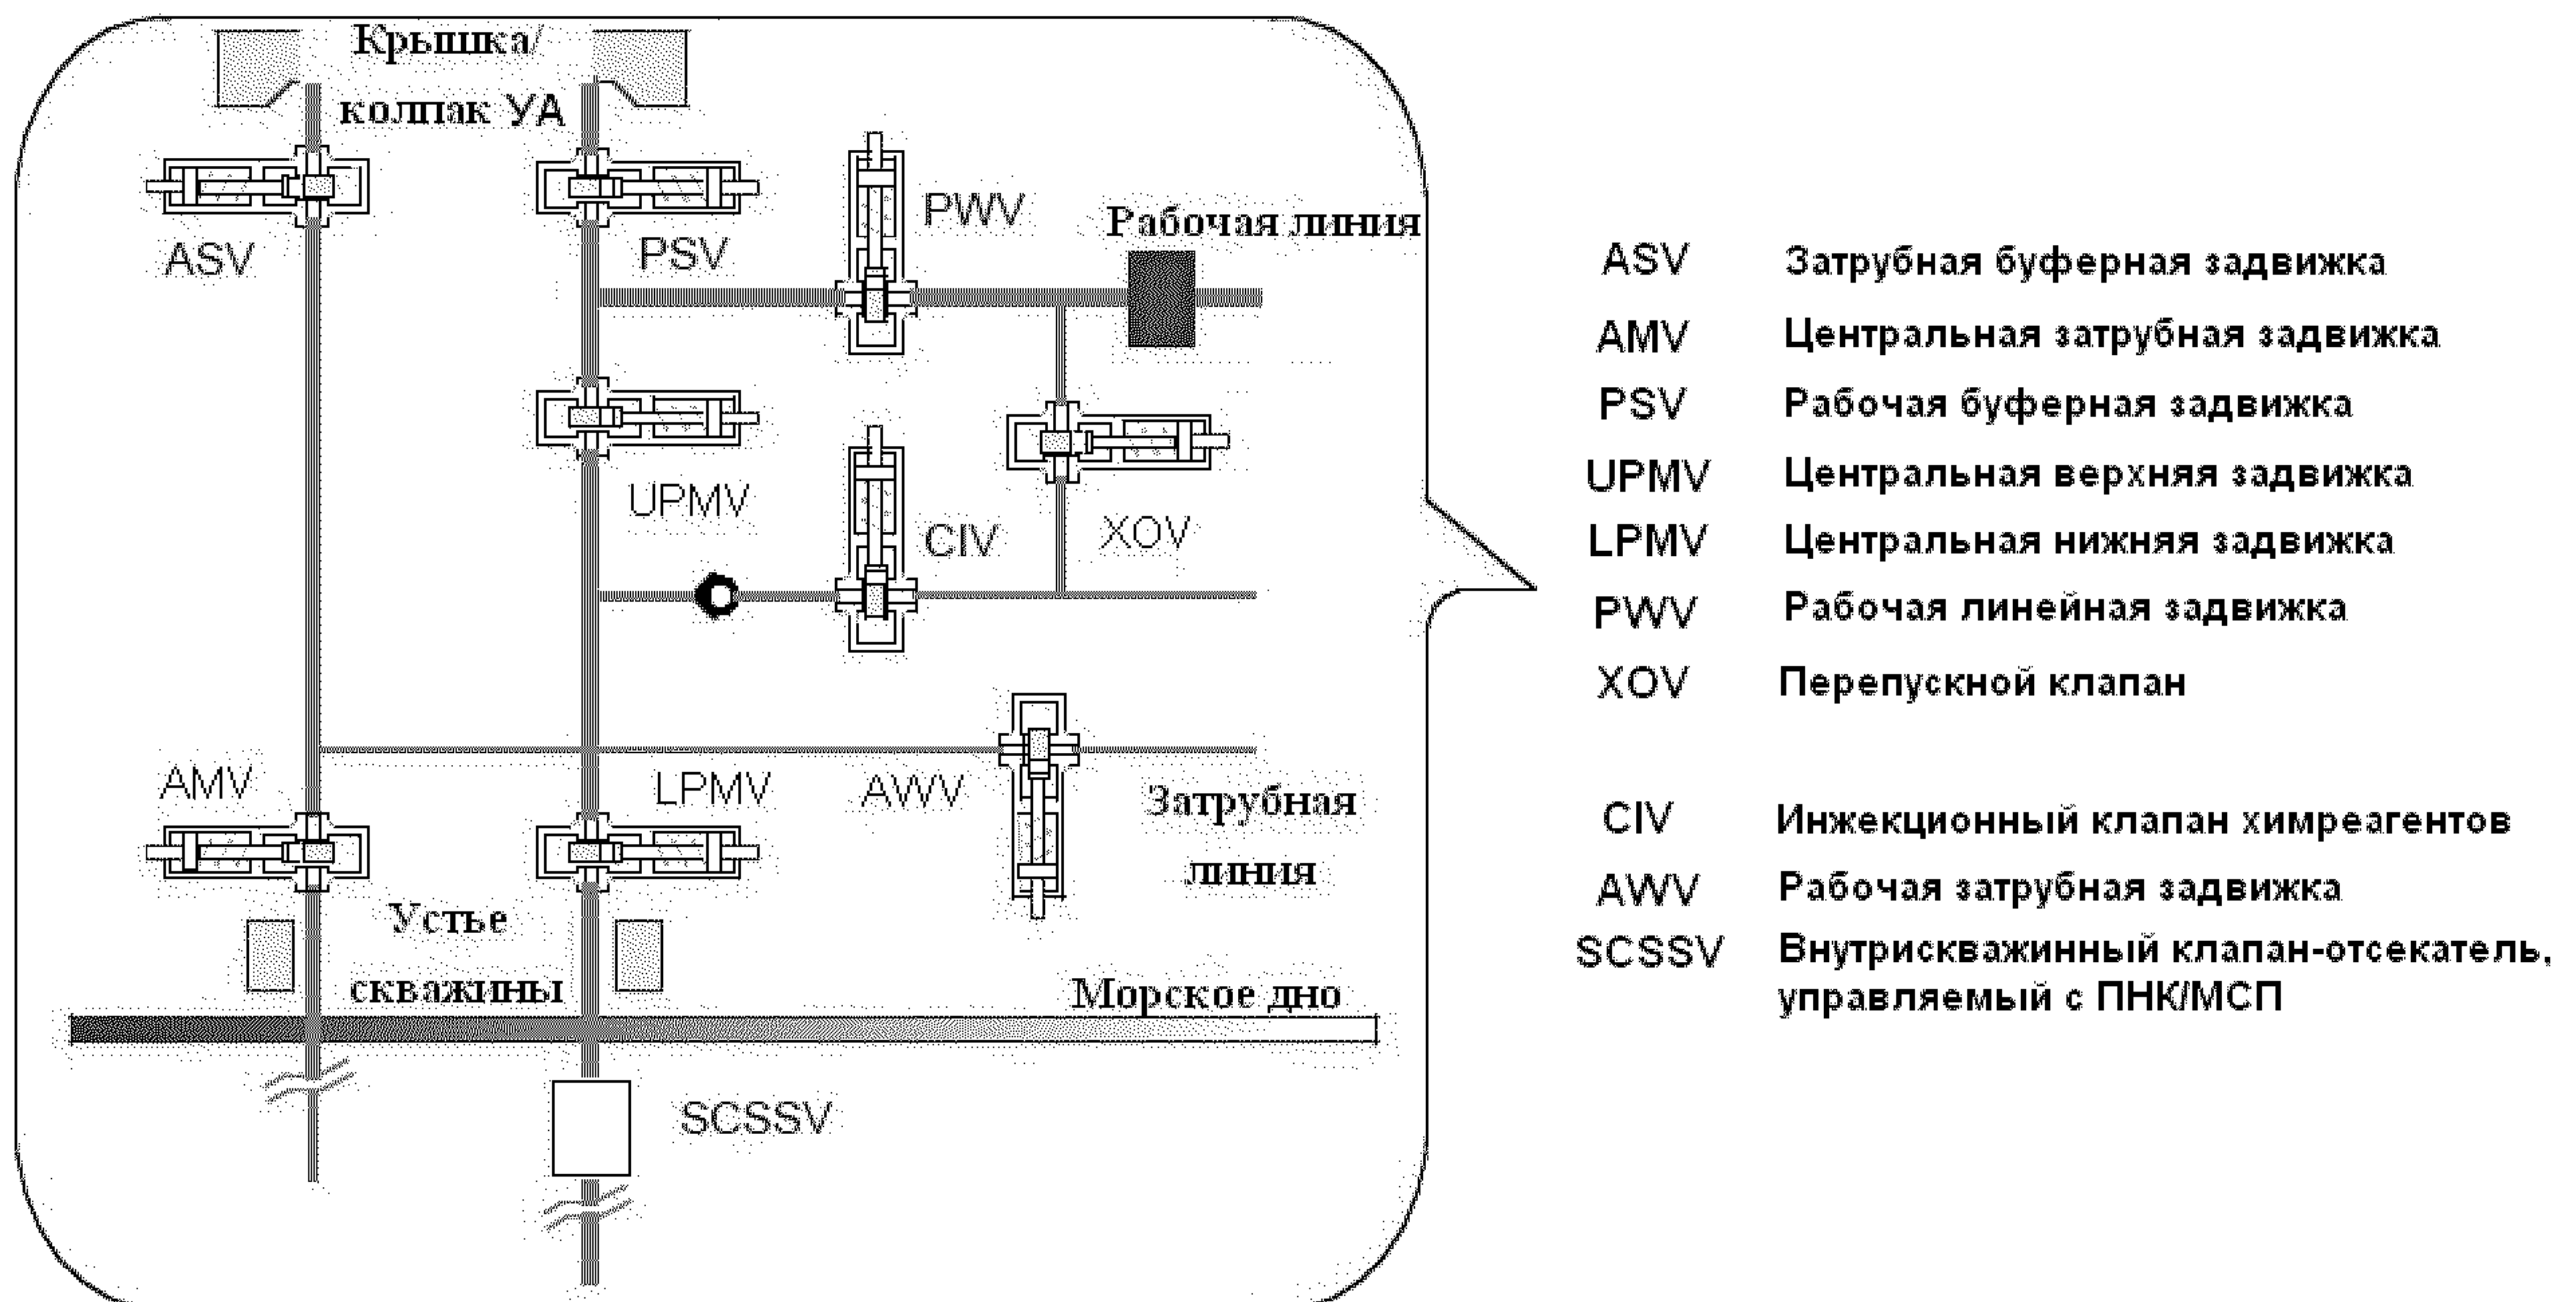 Крышка/
колпак УА
ASV
PSV
PWV
Рабочая линия
UPMV
CIV
XOV
AMV
LPMV
AWV
Затрубная
линия
Устье
скважины
Морское дно
SCSSV
ASV Затрубная буферная задвижка
AMV Центральная затрубная задвижка
PSV Рабочая буферная задвижка
UPMV Центральная верхняя задвижка
LPMV Центральная нижняя задвижка
PWV Рабочая линейная задвижка
XOV Перепускной клапан
CIV Инжекционный клапан химреагентов
AWV Рабочая затрубная задвижка
SCSSV Внутрискважинный клапан-отсекатель,
управляемый с ПНК/МСП